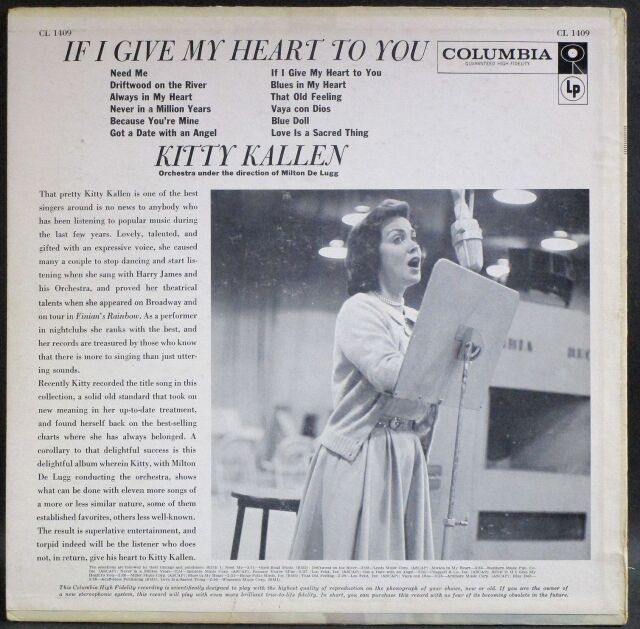 CL 1409
CL 1409
IF I GIVE MY HEART TO YOU
COLUMBIA
GUARANTEED HIGH FIDELITY
Lp
Need Me
Driftwood on the River
Always in My Heart
Never in a Million Years
Because You're Mine
Got a Date with an Angel
If I Give My Heart to You
Blues in My Heart
That Old Feeling
Vaya con Dios
Blue Doll
Love Is a Sacred Thing
KITTY KALLEN
Orchestra under the direction of Milton De Lugg
That pretty Kitty Kallen is one of the best
singers around is no news to anybody who
has been listening to popular music during
the last few years. Lovely, talented, and
gifted with an expressive voice, she caused
many a couple to stop dancing and start lis-
tening when she sang with Harry James and
his Orchestra, and proved her theatrical
talents when she appeared on Broadway and
on tour in Finian's Rainbow. As a performer
in nightclubs she ranks with the best, and
her records are treasured by those who know
that there is more to singing than just utter-
ing sounds.
Recently Kitty recorded the title song in this
collection, a solid old standard that took on
new meaning in her up-to-date treatment,
and found herself back on the best-selling
charts where she has always belonged. A
corollary to that delightful success is this
delightful album wherein Kitty, with Milton
De Lugg conducting the orchestra, shows
what can be done with eleven more songs of
a more or less similar nature, some of them
established favorites, others less well-known.
The result is superlative entertainment, and
torpid indeed will be the listener who does
not, in return, give his heart to Kitty Kallen.
The selections are followed by their timings and publishers:
This Columbia High Fidelity recording is scientifically designed to play with the highest quality of reproduction on the phonograph of your choice, new or old. If you are the owner of
a new stereophonic system, this record will play with even more brilliant true-to-life fidelity. In short, you can purchase this record with no fear of its becoming obsolete in the future.